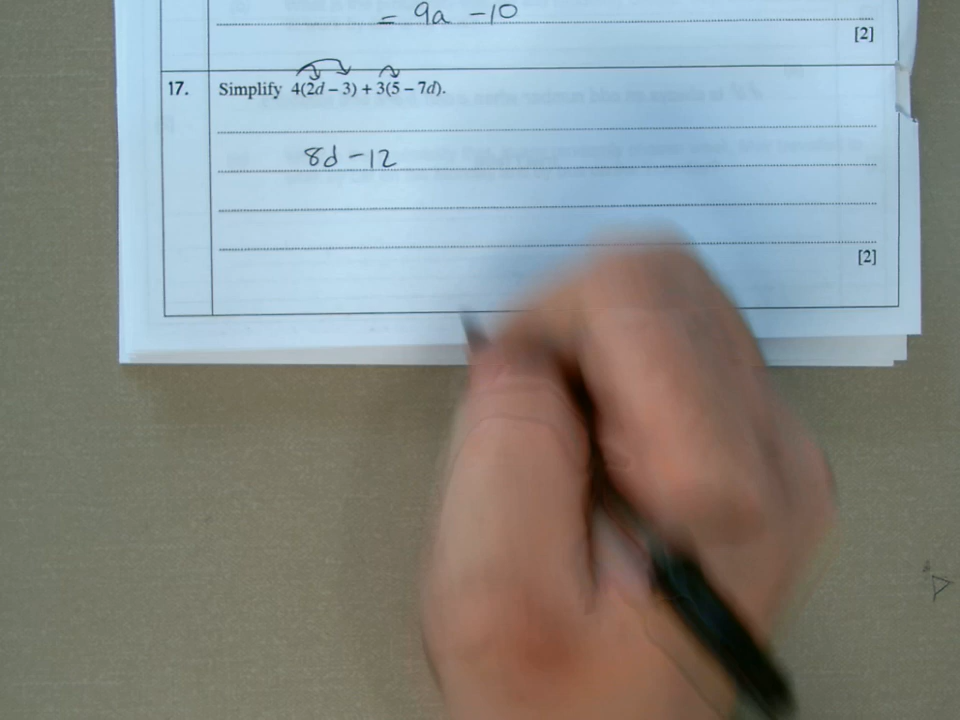 = 9a - 10
[2]
17. Simplify 4(2d – 3) + 3(5 – 7d).
8d - 12
[2]